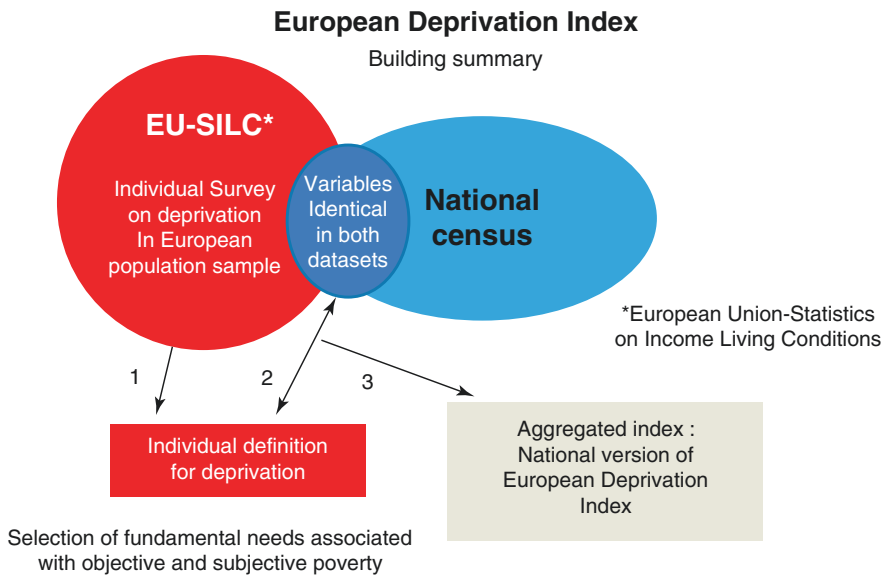 European Deprivation Index
Building summary
EU-SILC*
Individual Survey
on deprivation
In European
population sample
Variables
Identical
in both
datasets
National
census
*European Union-Statistics
on Income Living Conditions
1
2
3
Individual definition
for deprivation
Aggregated index :
National version of
European Deprivation
Index
Selection of fundamental needs associated
with objective and subjective poverty